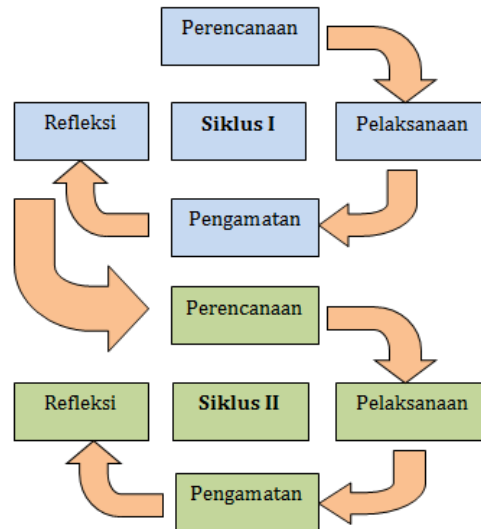 Perencanaan
Refleksi
Siklus I
Pelaksanaan
Pengamatan
Perencanaan
Refleksi
Siklus II
Pelaksanaan
Pengamatan